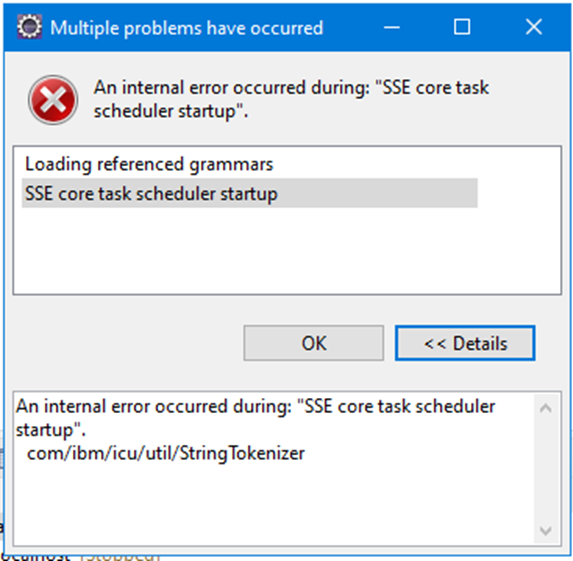 Multiple problems have occurred
An internal error occurred during: "SSE core task
scheduler startup".
Loading referenced grammars
SSE core task scheduler startup
OK
<< Details
An internal error occurred during: "SSE core task scheduler
startup".
com/ibm/icu/util/StringTokenizer